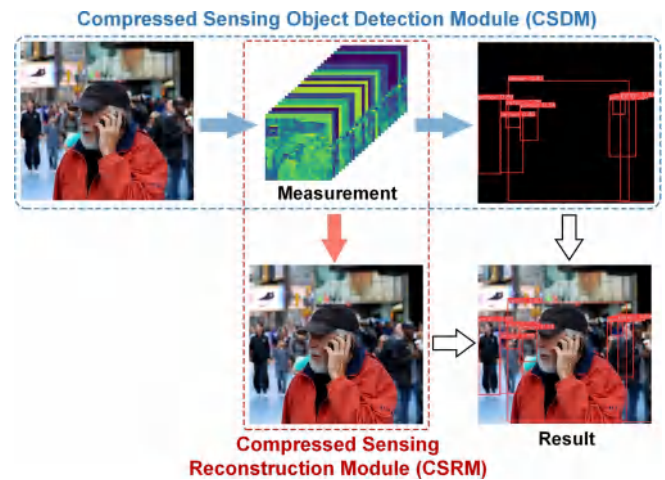 Compressed Sensing Object Detection Module (CSDM)
Measurement
Result
Compressed Sensing
Reconstruction Module (CSRM)